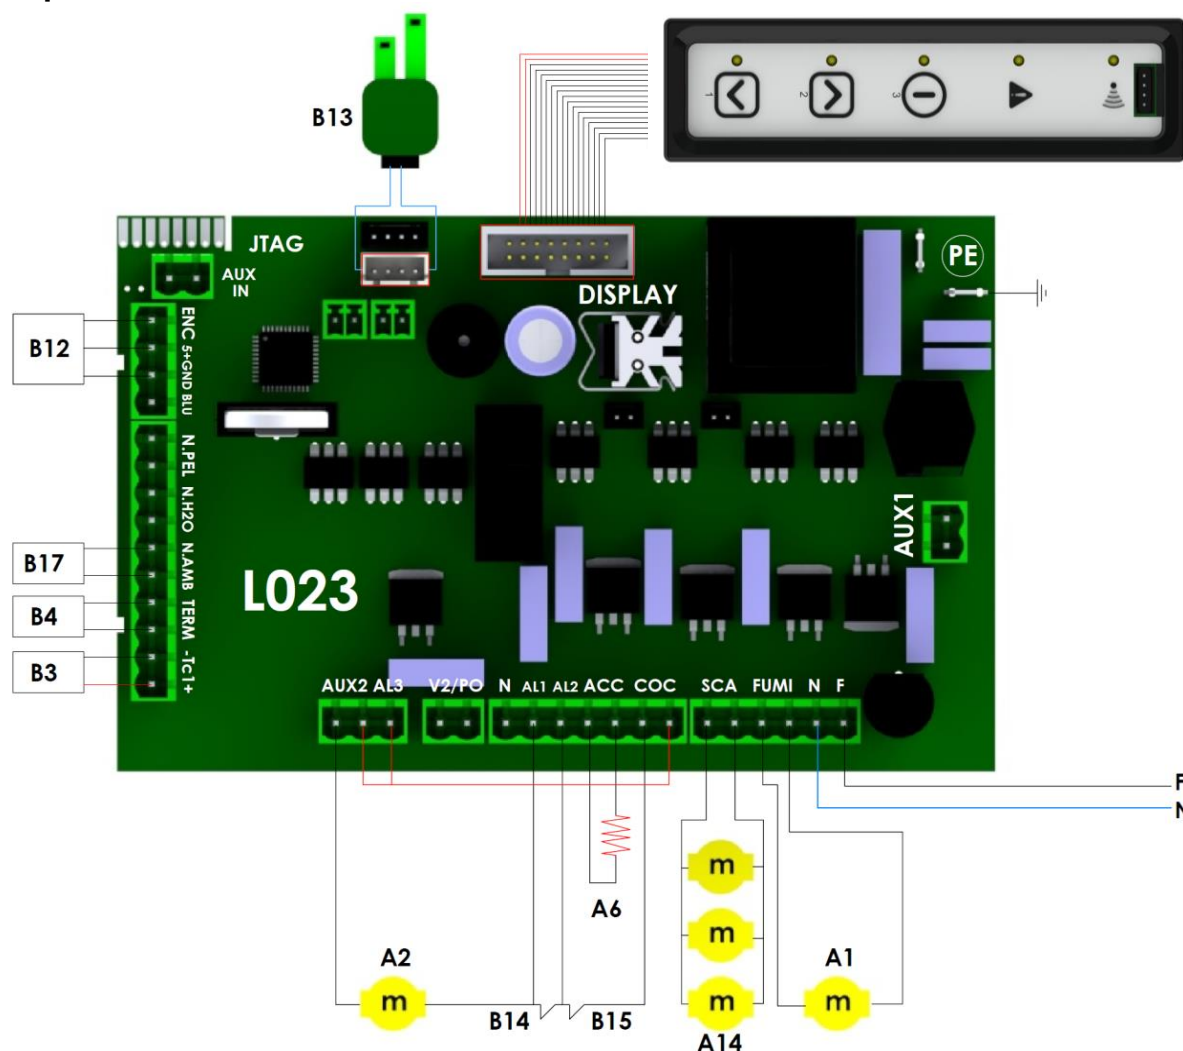 B13
1
2
3
JTAG
AUX
IN
PE
DISPLAY
B12
ENC
5+GND
BLU
N.PEL
N.H2O
N.AMB
TERM
-Tc1+
B17
B4
B3
L023
AUX1
AUX2 AL3 V2/PO N AL1 AL2 ACC COC SCA FUMI N F
F
N
m
A6
m
A2
A1
m
m
m
B14
B15
A14